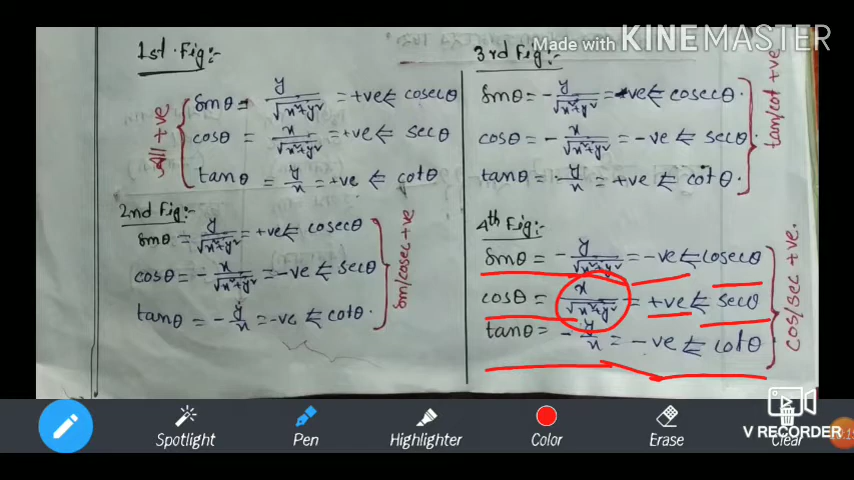 Made with KINEMASTER
1st Fig:-
sinθ = y/√x²+y² = +ve ⇐ cosecθ
cosθ = x/√x²+y² = +ve ⇐ secθ
tanθ = y/x = +ve ⇐ cotθ
+ve
2nd Fig:-
sinθ = y/√x²+y² = +ve ⇐ cosecθ
cosθ = - x/√x²+y² = -ve ⇐ secθ
tanθ = - y/x = -ve ⇐ cotθ.
sin/cosec +ve
3rd Fig:-
sinθ = - y/√x²+y² = -ve ⇐ cosecθ.
cosθ = - x/√x²+y² = -ve ⇐ secθ.
tanθ = y/x = +ve ⇐ cotθ.
tan/cot +ve
4th Fig:-
sinθ = - y/√x²+y² = -ve ⇐ cosecθ
cosθ = x/√x²+y² = +ve ⇐ secθ
tanθ = - y/x = -ve ⇐ cotθ
cos/sec +ve.
Spotlight
Pen
Highlighter
Color
Erase
Clear
V RECORDER